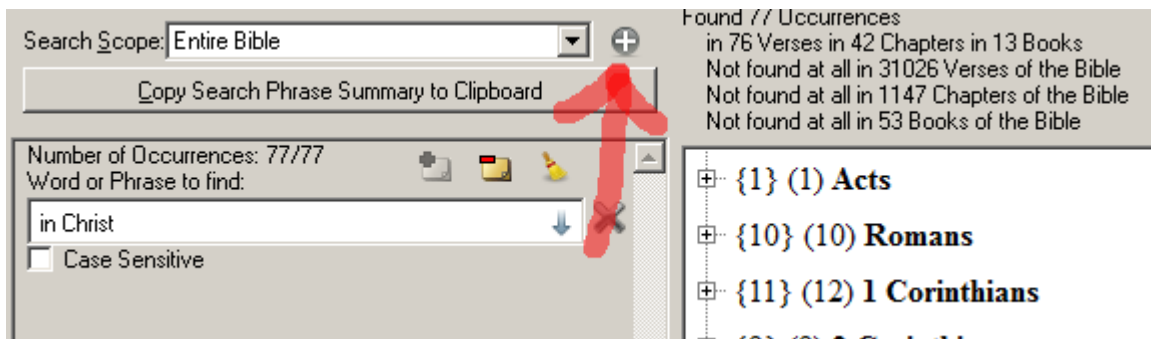 Search Scope: Entire Bible
Copy Search Phrase Summary to Clipboard
Number of Occurrences: 77/77
Word or Phrase to find:
in Christ
Case Sensitive
Found 77 Occurrences
in 76 Verses in 42 Chapters in 13 Books
Not found at all in 31026 Verses of the Bible
Not found at all in 1147 Chapters of the Bible
Not found at all in 53 Books of the Bible
{1} (1) Acts
{10} (10) Romans
{11} (12) 1 Corinthians